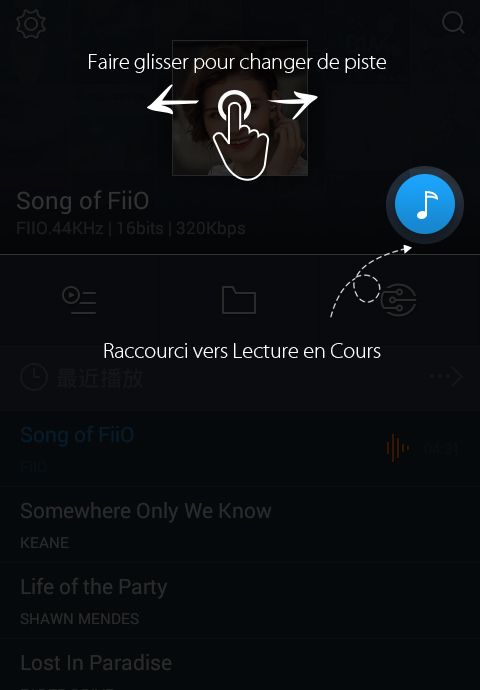 Faire glisser pour changer de piste
Song of FiiO
FIIO.44KHz | 16bits | 320Kbps
Raccourci vers Lecture en Cours
最近播放
Song of FiiO
04:01
FIIO
Somewhere Only We Know
KEANE
Life of the Party
SHAWN MENDES
Lost In Paradise